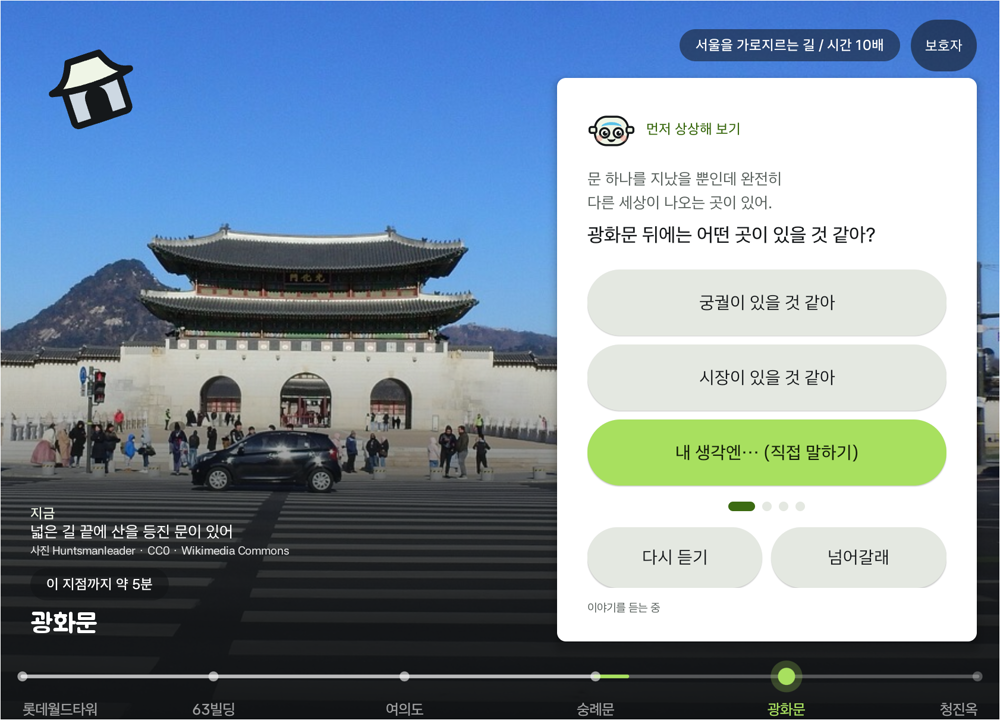 서울을 가로지르는 길 / 시간 10배
보호자
먼저 상상해 보기
문 하나를 지났을 뿐인데 완전히
다른 세상이 나오는 곳이 있어.
광화문 뒤에는 어떤 곳이 있을 것 같아?
궁궐이 있을 것 같아
시장이 있을 것 같아
내 생각엔… (직접 말하기)
다시 듣기
넘어갈래
이야기를 듣는 중
門化光
지금
넓은 길 끝에 산을 등진 문이 있어
사진 Huntsmanleader · CC0 · Wikimedia Commons
이 지점까지 약 5분
광화문
롯데월드타워
63빌딩
여의도
숭례문
광화문
청진옥